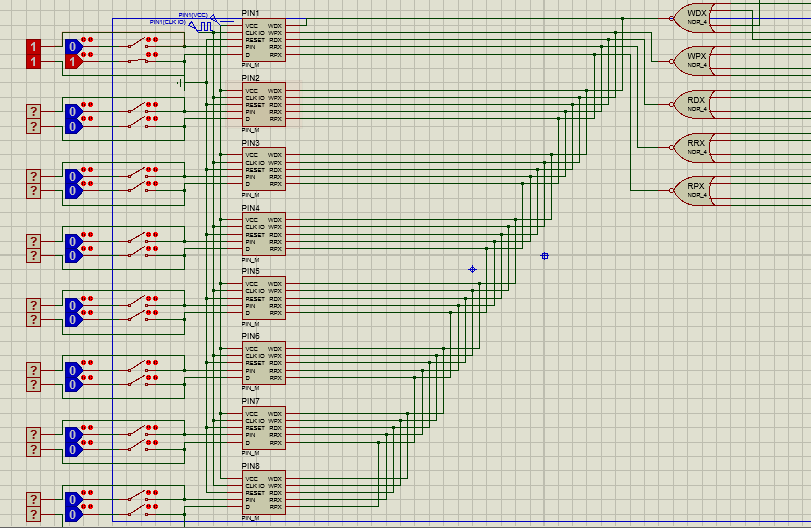 PIN1(VCC)
PIN1(CLK IO)
PIN1
VCC WDX
CLK IO WPX
RESET RDX
PIN RRX
D RPX
PIN_M
1 0
1 1
PIN2
VCC WDX
CLK IO WPX
RESET RDX
PIN RRX
D RPX
PIN_M
? 0
? 0
PIN3
VCC WDX
CLK IO WPX
RESET RDX
PIN RRX
D RPX
PIN_M
? 0
? 0
PIN4
VCC WDX
CLK IO WPX
RESET RDX
PIN RRX
D RPX
PIN_M
? 0
? 0
PIN5
VCC WDX
CLK IO WPX
RESET RDX
PIN RRX
D RPX
PIN_M
? 0
? 0
PIN6
VCC WDX
CLK IO WPX
RESET RDX
PIN RRX
D RPX
PIN_M
? 0
? 0
PIN7
VCC WDX
CLK IO WPX
RESET RDX
PIN RRX
D RPX
PIN_M
? 0
? 0
PIN8
VCC WDX
CLK IO WPX
RESET RDX
PIN RRX
D RPX
PIN_M
? 0
? 0
WDX
NOR_4
WPX
NOR_4
RDX
NOR_4
RRX
NOR_4
RPX
NOR_4